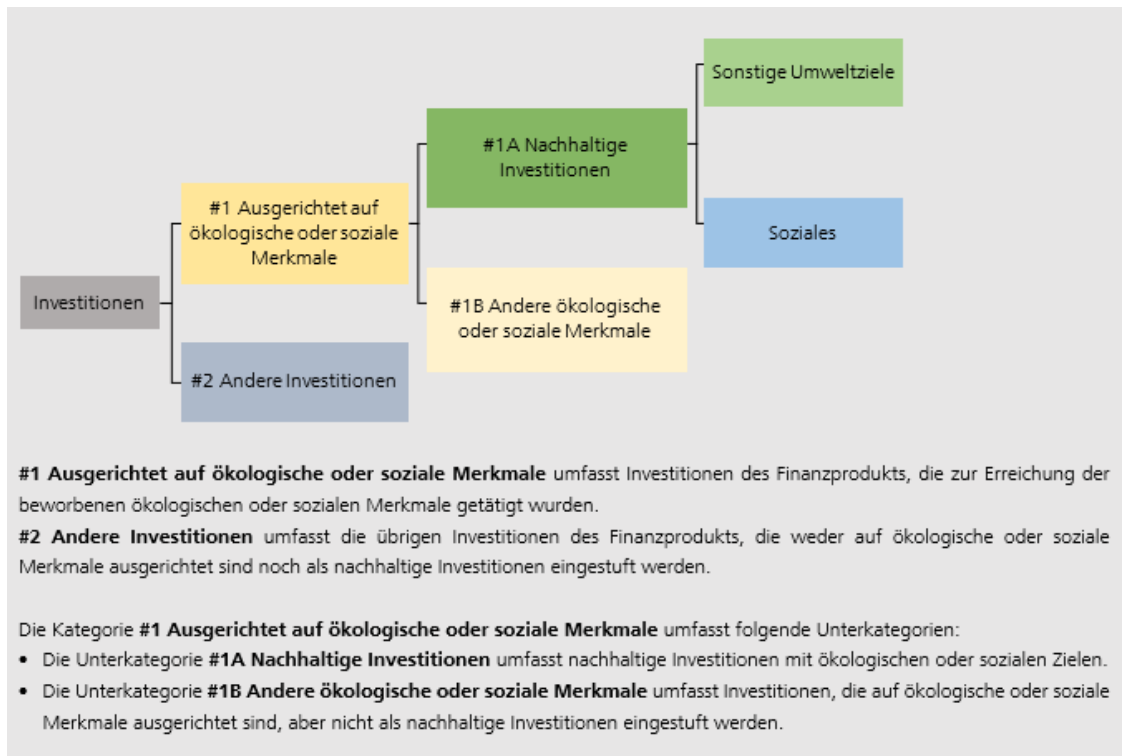 Sonstige Umweltziele
#1A Nachhaltige
Investitionen
#1 Ausgerichtet auf
ökologische oder soziale
Merkmale
Soziales
Investitionen
#1B Andere ökologische
oder soziale Merkmale
#2 Andere Investitionen
#1 Ausgerichtet auf ökologische oder soziale Merkmale umfasst Investitionen des Finanzprodukts, die zur Erreichung der
beworbenen ökologischen oder sozialen Merkmale getätigt wurden.
#2 Andere Investitionen umfasst die übrigen Investitionen des Finanzprodukts, die weder auf ökologische oder soziale
Merkmale ausgerichtet sind noch als nachhaltige Investitionen eingestuft werden.
Die Kategorie #1 Ausgerichtet auf ökologische oder soziale Merkmale umfasst folgende Unterkategorien:
• Die Unterkategorie #1A Nachhaltige Investitionen umfasst nachhaltige Investitionen mit ökologischen oder sozialen Zielen.
• Die Unterkategorie #1B Andere ökologische oder soziale Merkmale umfasst Investitionen, die auf ökologische oder soziale
Merkmale ausgerichtet sind, aber nicht als nachhaltige Investitionen eingestuft werden.